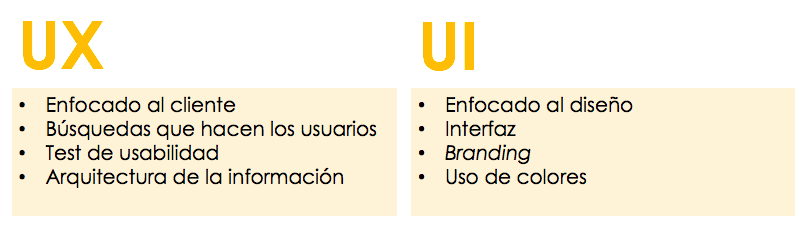 UX
• Enfocado al cliente
• Búsquedas que hacen los usuarios
• Test de usabilidad
• Arquitectura de la información
UI
• Enfocado al diseño
• Interfaz
• Branding
• Uso de colores